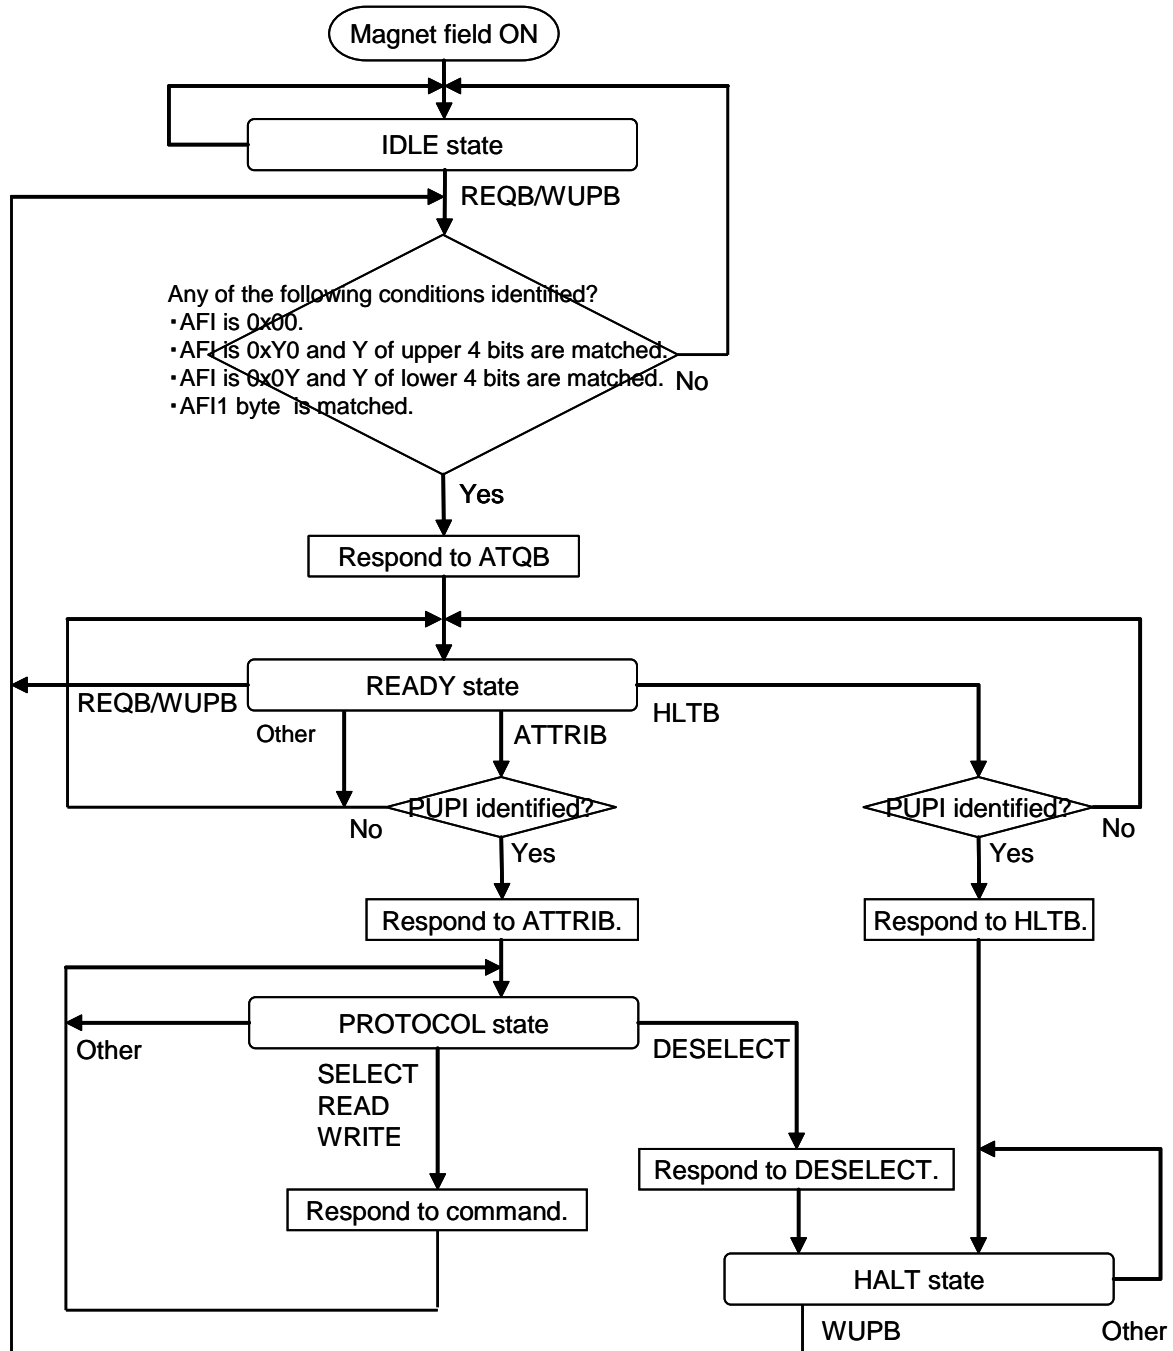 Magnet field ON
IDLE state
REQB/WUPB
Any of the following conditions identified?
・AFI is 0x00.
・AFI is 0xY0 and Y of upper 4 bits are matched.
・AFI is 0x0Y and Y of lower 4 bits are matched.
No
・AFI1 byte  is matched.
Yes
Respond to ATQB
READY state
REQB/WUPB
HLTB
Other
ATTRIB
PUPI identified?
PUPI identified?
No
No
Yes
Yes
Respond to ATTRIB.
Respond to HLTB.
PROTOCOL state
Other
DESELECT
SELECT
READ
WRITE
Respond to DESELECT.
Respond to command.
HALT state
WUPB
Other